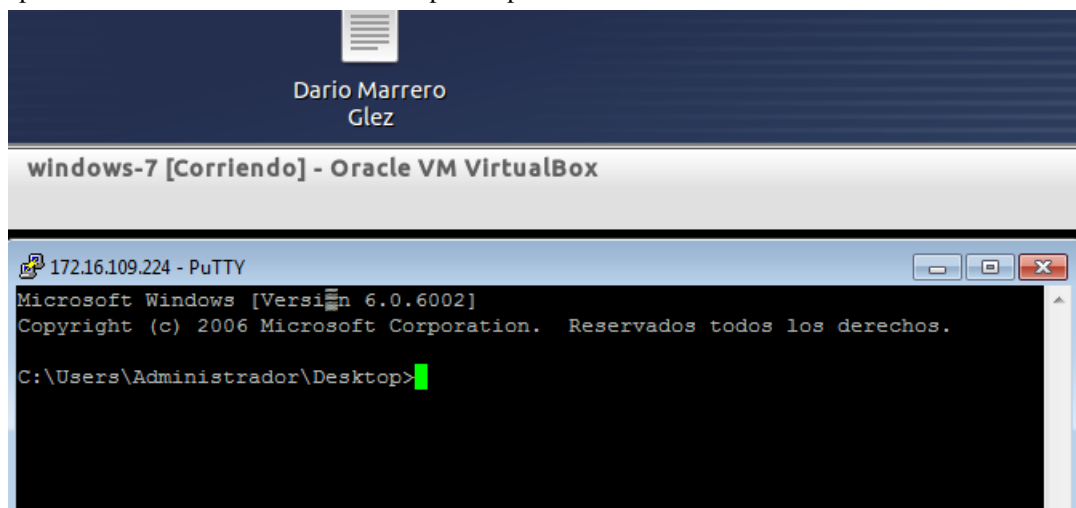 Dario Marrero
Glez
windows-7 [Corriendo] - Oracle VM VirtualBox
172.16.109.224 - PuTTY
Microsoft Windows [Versi▒n 6.0.6002]
Copyright (c) 2006 Microsoft Corporation.  Reservados todos los derechos.
C:\Users\Administrador\Desktop>